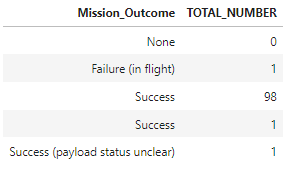 Mission_Outcome TOTAL_NUMBER
None 0
Failure (in flight) 1
Success 98
Success 1
Success (payload status unclear) 1